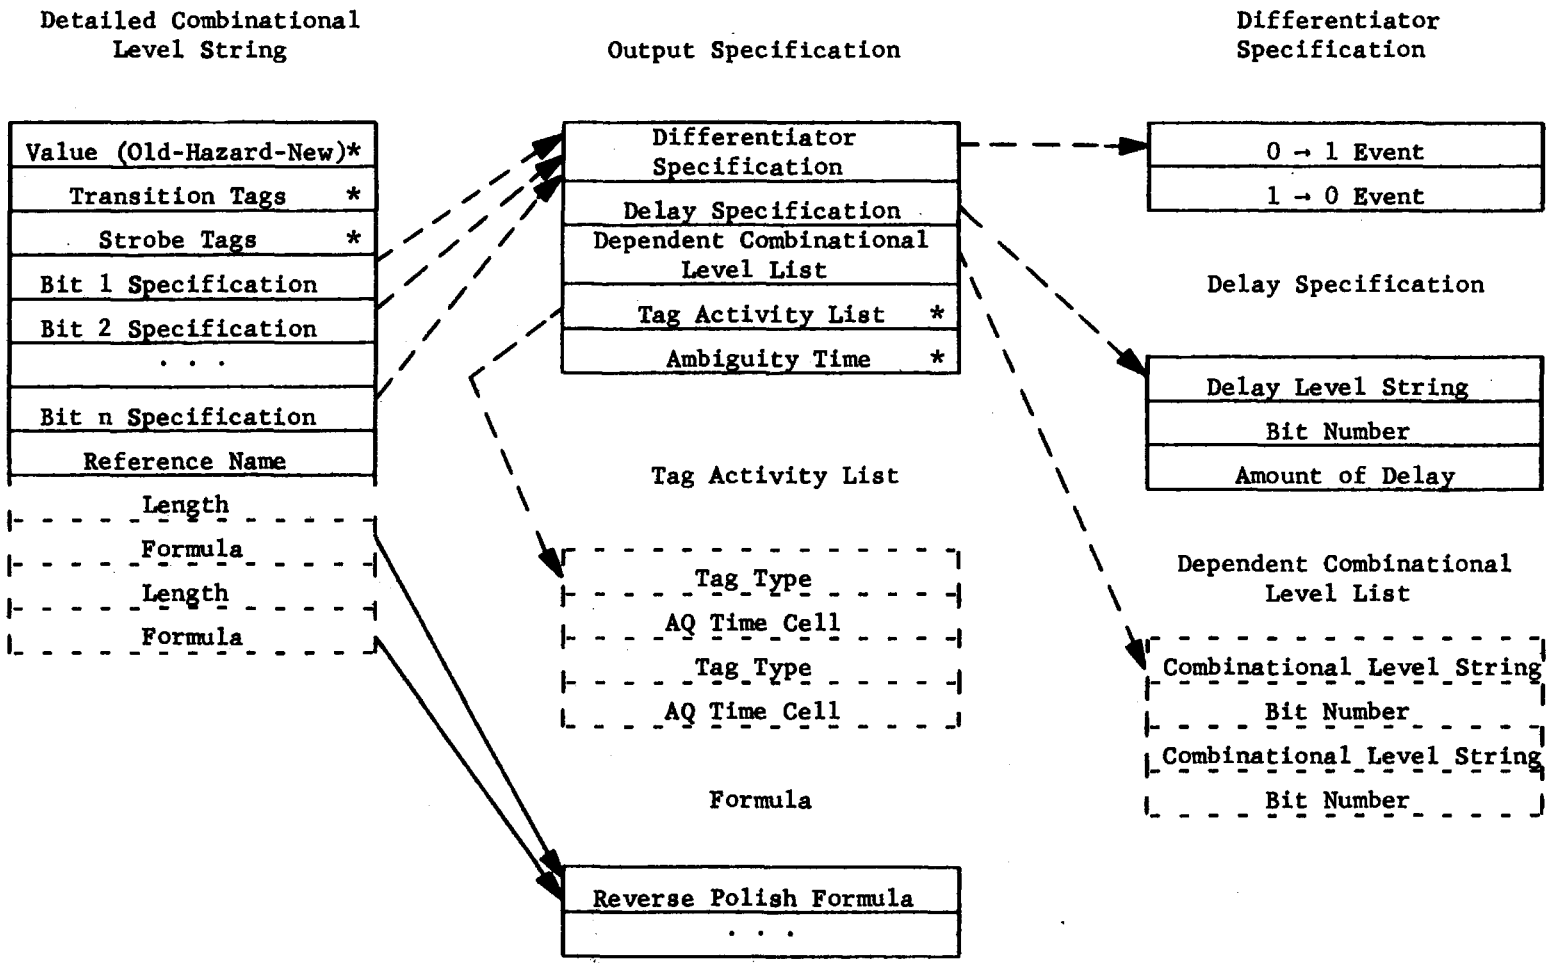 Detailed Combinational
Level String
Value (Old-Hazard-New)*
Transition Tags *
Strobe Tags *
Bit 1 Specification
Bit 2 Specification
. . .
Bit n Specification
Reference Name
Length
Formula
Length
Formula
Output Specification
Differentiator
Specification
Delay Specification
Dependent Combinational
Level List
Tag Activity List *
Ambiguity Time *
Tag Activity List
Tag Type
AQ Time Cell
Tag Type
AQ Time Cell
Formula
Reverse Polish Formula
. . .
Differentiator
Specification
0 → 1 Event
1 → 0 Event
Delay Specification
Delay Level String
Bit Number
Amount of Delay
Dependent Combinational
Level List
Combinational Level String
Bit Number
Combinational Level String
Bit Number